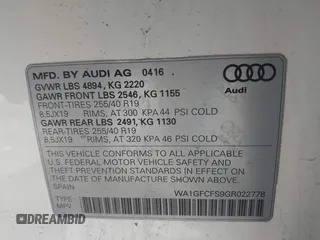 MFD. BY AUDI AG 0416
GVWR LBS 4894, KG 2220
GAWR FRONT LBS 2546, KG 1155
FRONT-TIRES 255/40 R19
8.5JX19 RIMS, AT 300 KPA 44 PSI COLD
GAWR REAR LBS 2491, KG 1130
REAR-TIRES 255/40 R19
8.5JX19 RIMS, AT 320 KPA 46 PSI COLD
Audi
THIS VEHICLE CONFORMS TO ALL APPLICABLE
U.S. FEDERAL MOTOR VEHICLE SAFETY
AND THEFT PREVENTION STANDARDS IN EFFECT
ON THE DATE OF MANUFACTURE SHOWN ABOVE.
SPAIN WA1GFCFS9GR022778
TYPE
MPV
DREAMBID